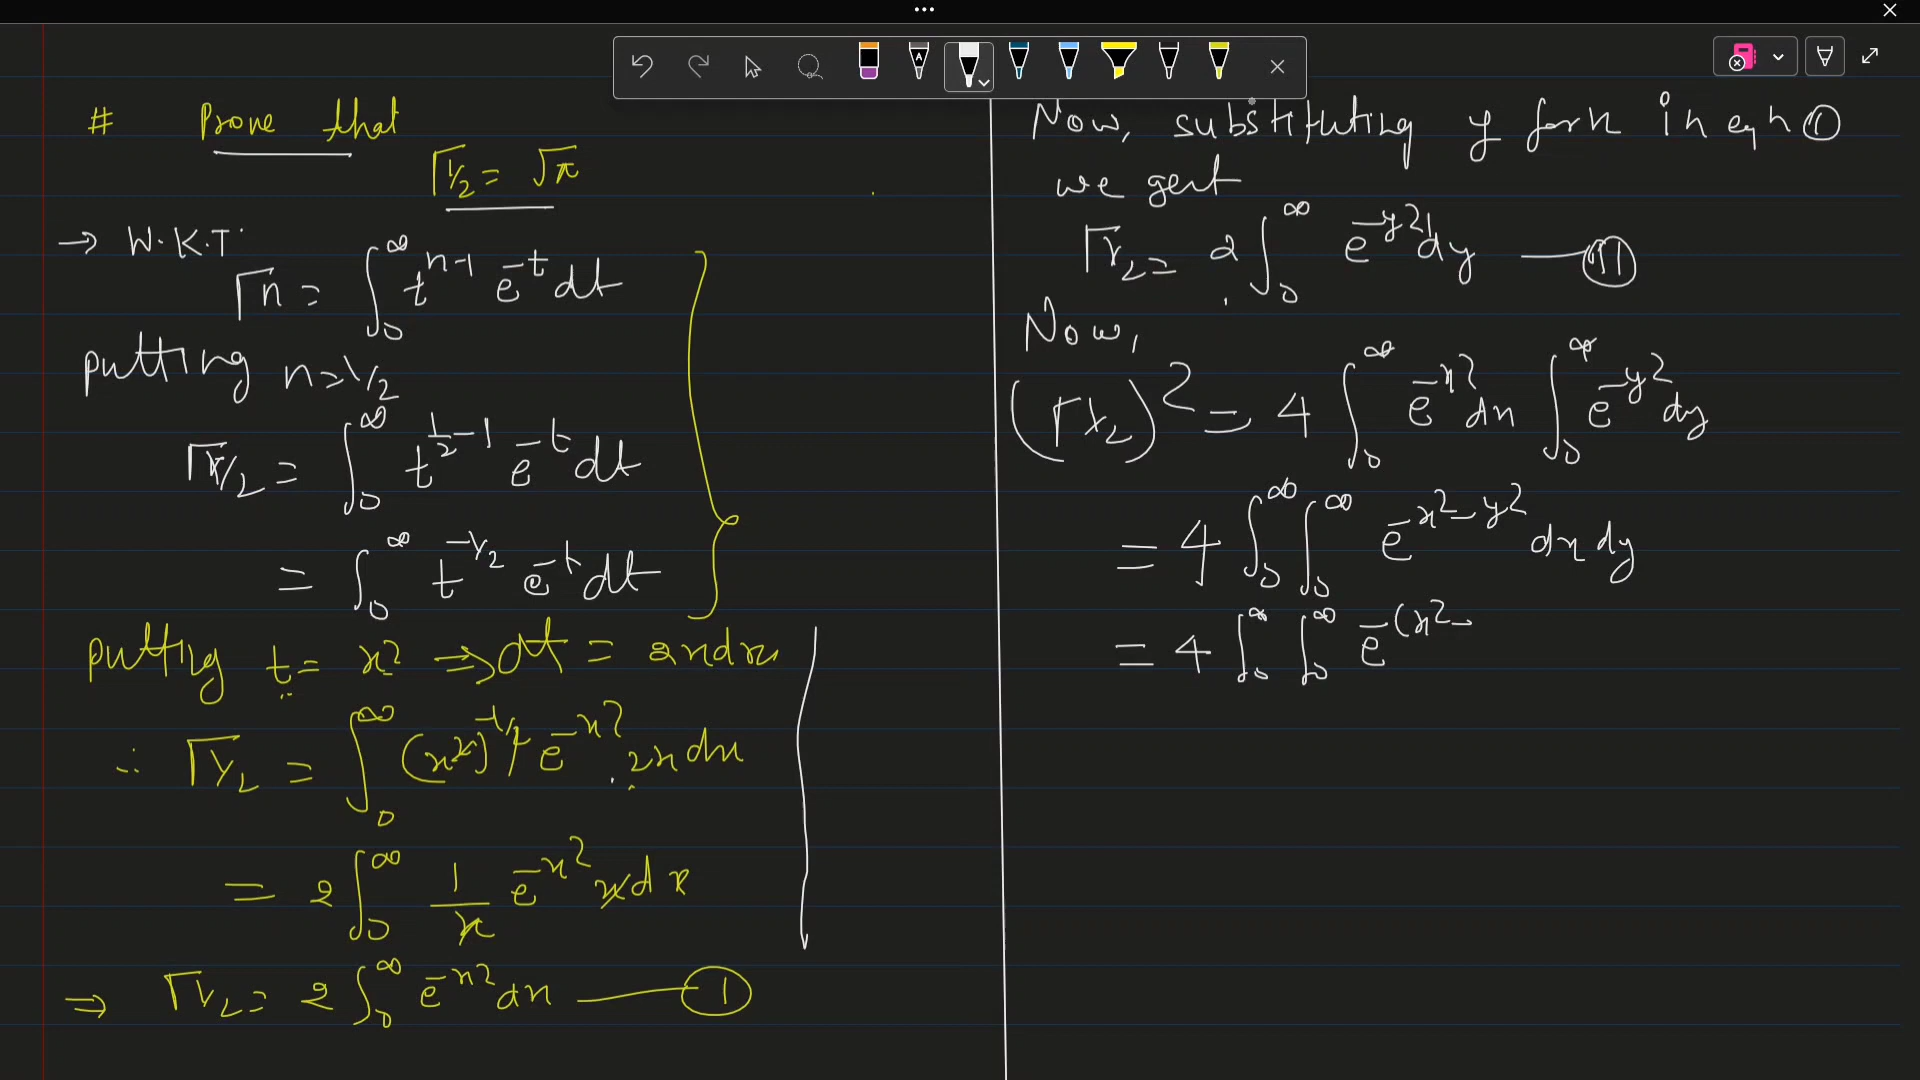 # Prove that
Γ1/2 = √π
→ W.K.T.
Γn = ∫₀^∞ t^(n-1) e^-t dt
putting n = 1/2
Γ1/2 = ∫₀^∞ t^(1/2 - 1) e^-t dt
= ∫₀^∞ t^(-1/2) e^-t dt
putting t = x² ⇒ dt = 2xdx
∴ Γ1/2 = ∫₀^∞ (x²)^(-1/2) e^-x² . 2x dx
= 2 ∫₀^∞ 1/x e^-x² x dx
⇒ Γ1/2 = 2 ∫₀^∞ e^-x² dx — ①
Now, substituting y for x in eqn ①
we get
Γ1/2 = 2 ∫₀^∞ e^-y² dy — ⑪
Now,
(Γ1/2)² = 4 ∫₀^∞ e^-x² dx ∫₀^∞ e^-y² dy
= 4 ∫₀^∞ ∫₀^∞ e^(-x² - y²) dx dy
= 4 ∫₀^∞ ∫₀^∞ e^-(x² -